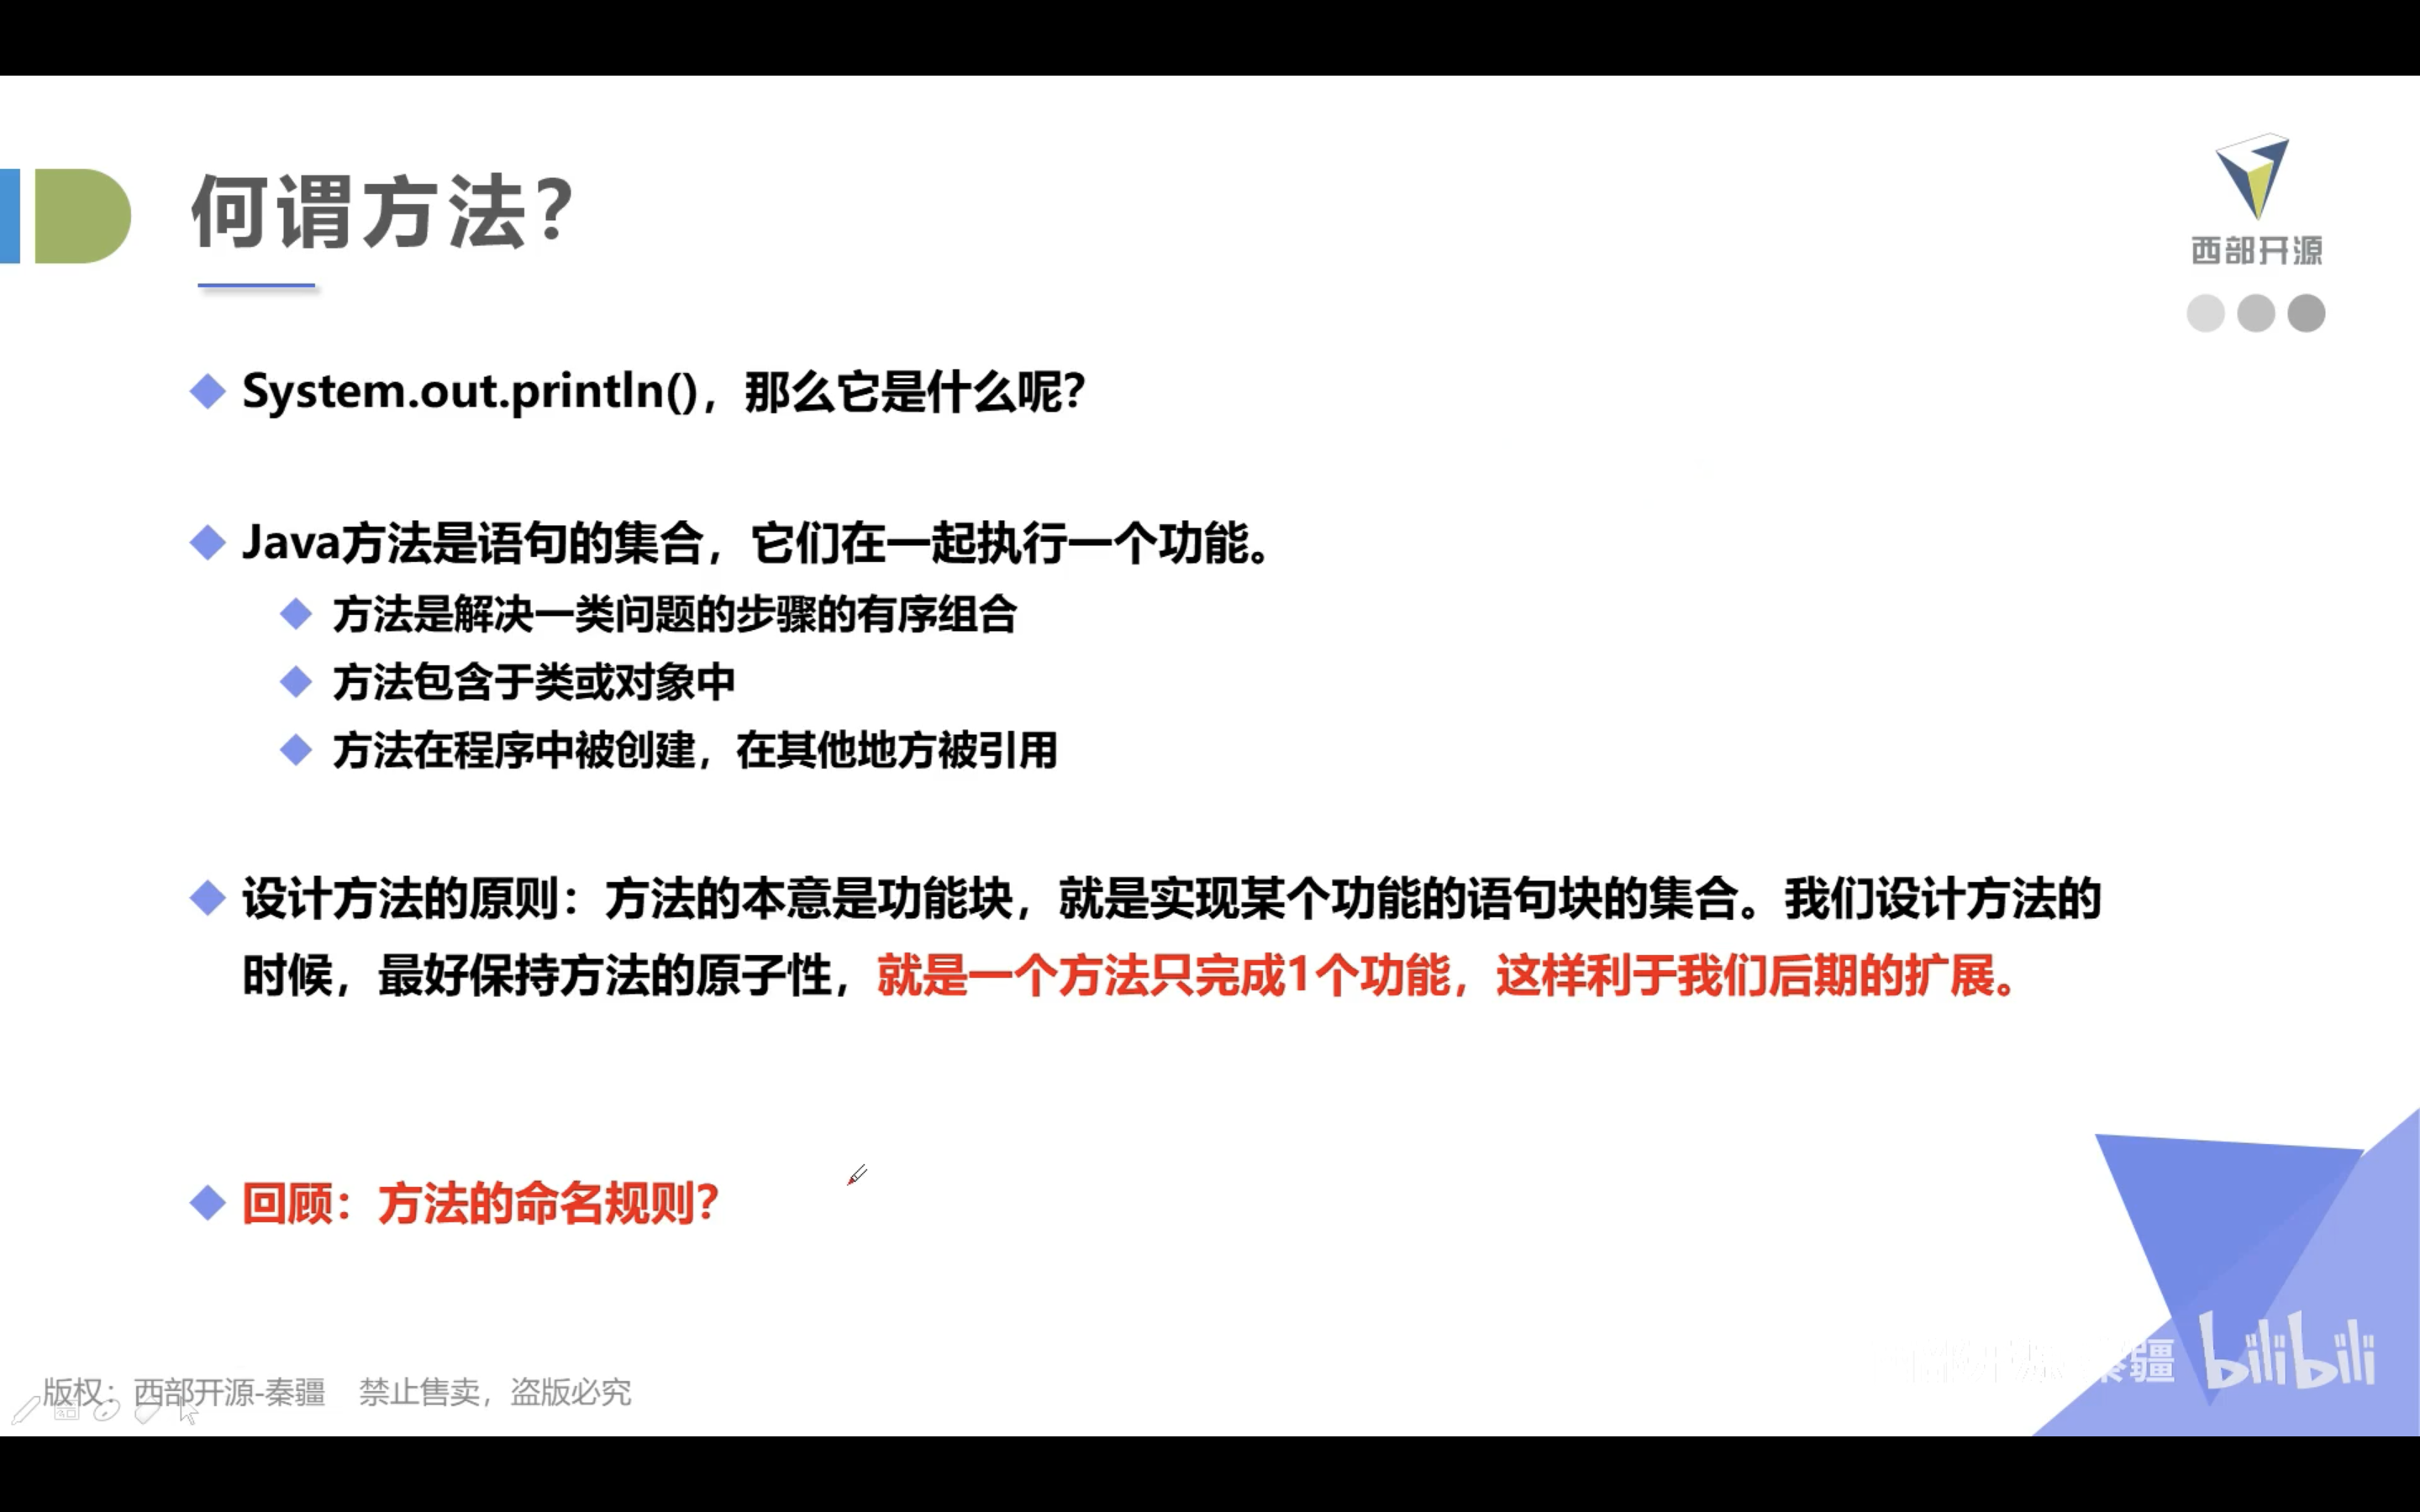 何谓方法？
西部开源
System.out.println()，那么它是什么呢？
Java方法是语句的集合，它们在一起执行一个功能。
方法是解决一类问题的步骤的有序组合
方法包含于类或对象中
方法在程序中被创建，在其他地方被引用
设计方法的原则：方法的本意是功能块，就是实现某个功能的语句块的集合。我们设计方法的
时候，最好保持方法的原子性，就是一个方法只完成1个功能，这样利于我们后期的扩展。
回顾：方法的命名规则？
疆 bilibili
版权：西部开源-秦疆 禁止售卖，盗版必究